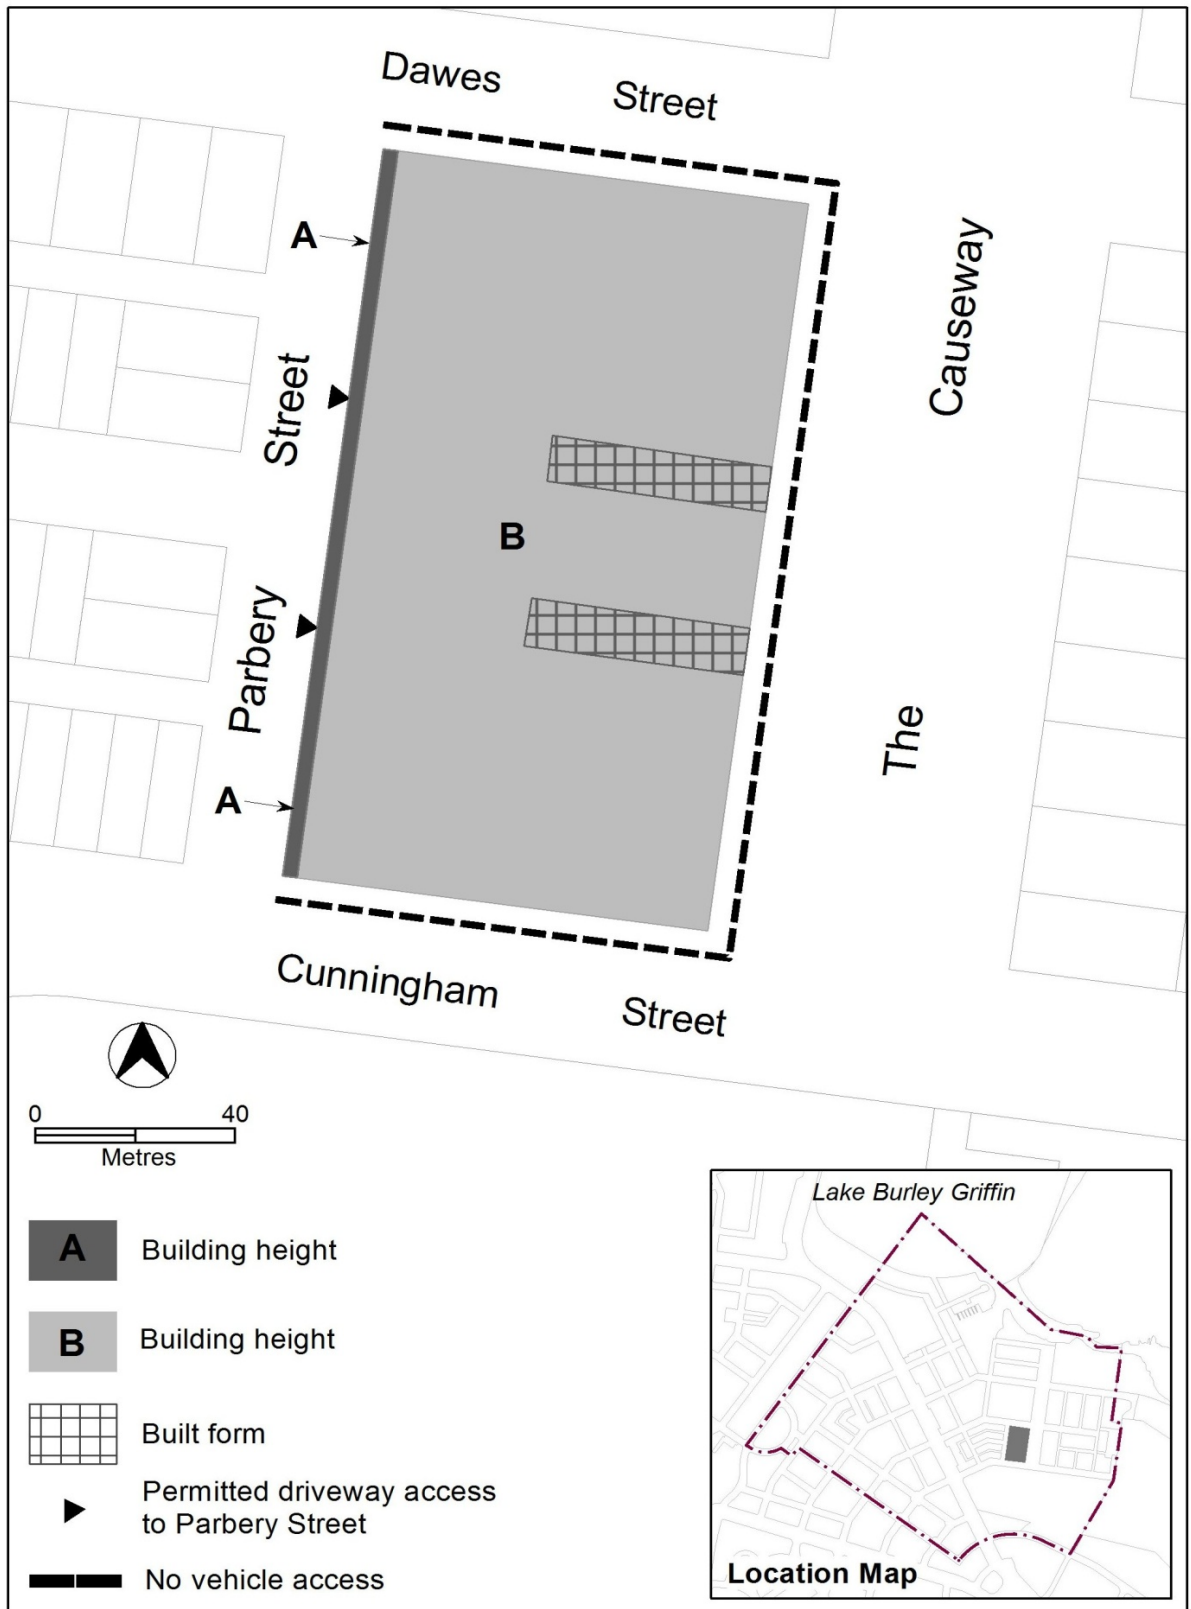 Dawes Street
A
Causeway
Street
B
Parbery
The
A
Cunningham Street
0 40
Metres
A Building height
B Building height
Built form
Permitted driveway access
to Parbery Street
No vehicle access
Lake Burley Griffin
Location Map